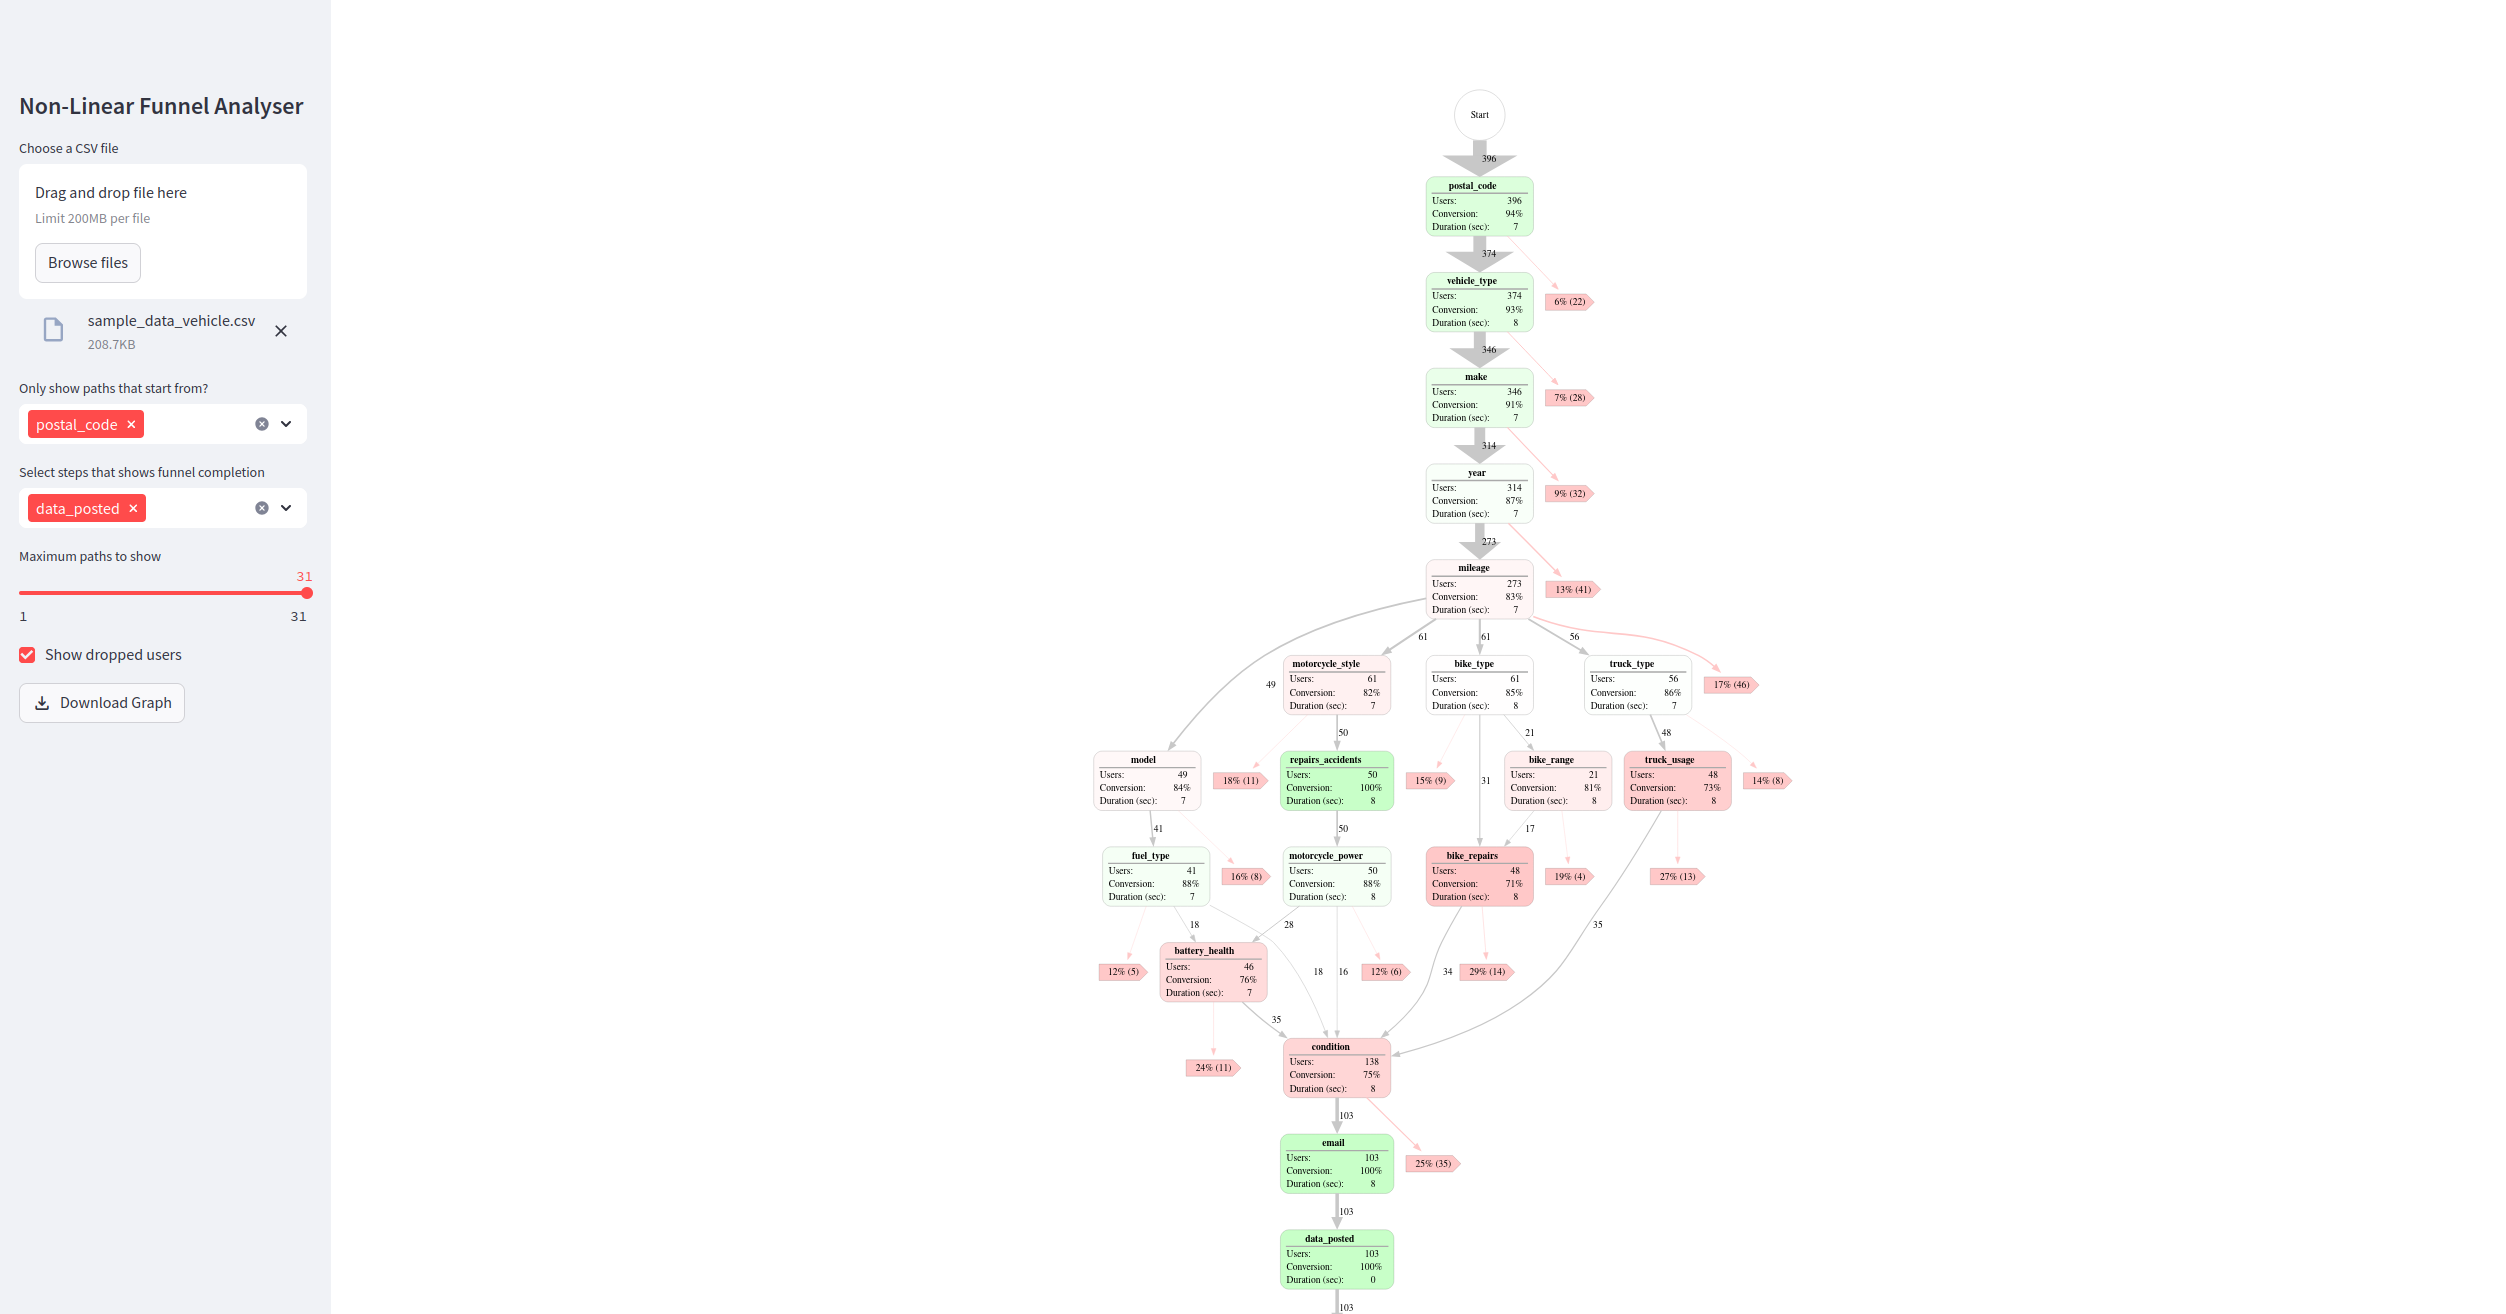 Non-Linear Funnel Analyser
Choose a CSV file
Drag and drop file here
Limit 200MB per file
Browse files
sample_data_vehicle.csv
208.7KB
Only show paths that start from?
postal_code
Select steps that shows funnel completion
data_posted
Maximum paths to show
31
1 31
Show dropped users
Download Graph
Start
396
postal_code
Users: 396
Conversion: 94%
Duration (sec): 7
374
6% (22)
vehicle_type
Users: 374
Conversion: 93%
Duration (sec): 8
346
7% (28)
make
Users: 346
Conversion: 91%
Duration (sec): 7
314
9% (32)
year
Users: 314
Conversion: 87%
Duration (sec): 7
273
13% (41)
mileage
Users: 273
Conversion: 83%
Duration (sec): 7
61
61
56
49
17% (46)
motorcycle_style
Users: 61
Conversion: 82%
Duration (sec): 7
bike_type
Users: 61
Conversion: 85%
Duration (sec): 8
truck_type
Users: 56
Conversion: 86%
Duration (sec): 7
50
21
48
model
Users: 49
Conversion: 84%
Duration (sec): 7
18% (11)
repairs_accidents
Users: 50
Conversion: 100%
Duration (sec): 8
15% (9)
31
bike_range
Users: 21
Conversion: 81%
Duration (sec): 8
truck_usage
Users: 48
Conversion: 73%
Duration (sec): 8
14% (8)
41
50
17
fuel_type
Users: 41
Conversion: 88%
Duration (sec): 7
16% (8)
motorcycle_power
Users: 50
Conversion: 88%
Duration (sec): 8
bike_repairs
Users: 48
Conversion: 71%
Duration (sec): 8
19% (4)
27% (13)
18
28
35
12% (5)
battery_health
Users: 46
Conversion: 76%
Duration (sec): 7
18
16
12% (6)
34
29% (14)
35
24% (11)
condition
Users: 138
Conversion: 75%
Duration (sec): 8
103
25% (35)
email
Users: 103
Conversion: 100%
Duration (sec): 8
103
data_posted
Users: 103
Conversion: 100%
Duration (sec): 0
103